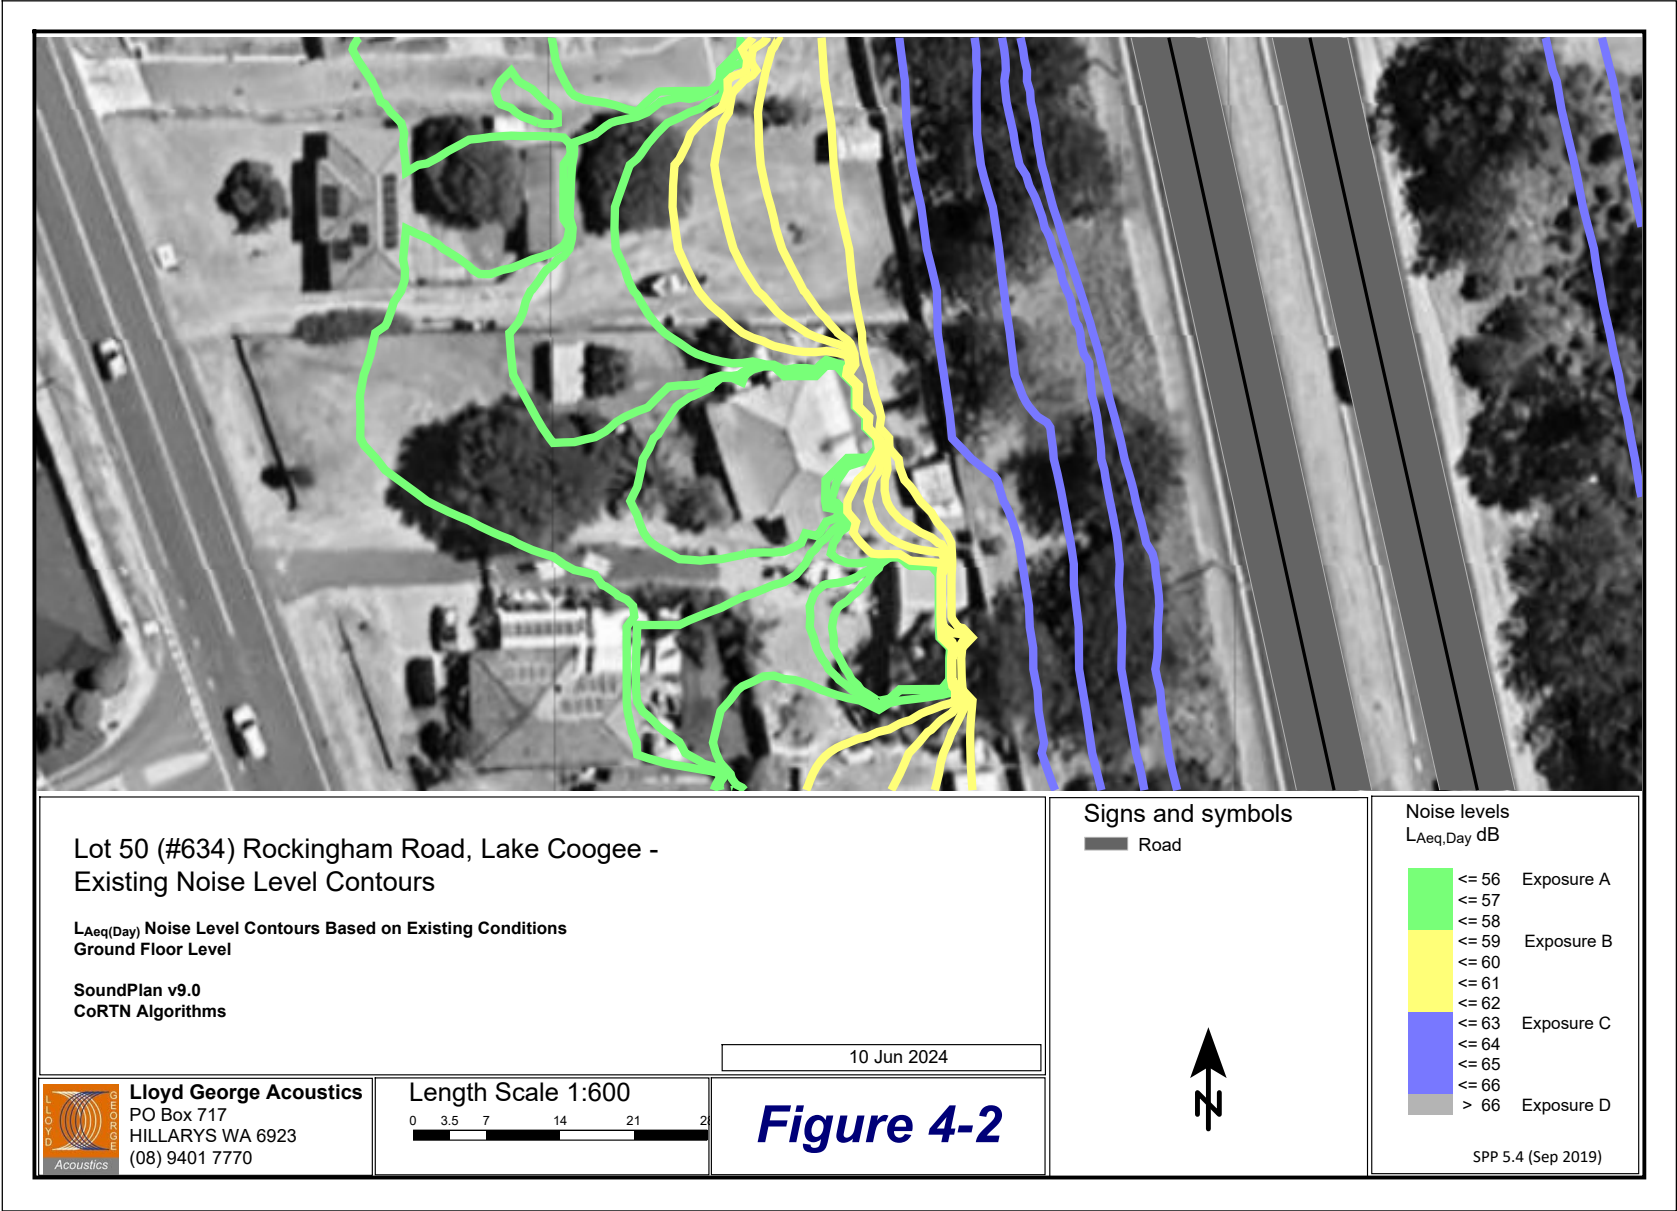 Lot 50 (#634) Rockingham Road, Lake Coogee -
Existing Noise Level Contours
LAeq(Day) Noise Level Contours Based on Existing Conditions
Ground Floor Level
SoundPlan v9.0
CoRTN Algorithms
10 Jun 2024
LLOYD GEORGE
Acoustics
Lloyd George Acoustics
PO Box 717
HILLARYS WA 6923
(08) 9401 7770
Length Scale 1:600
0 3.5 7 14 21 28
Figure 4-2
Signs and symbols
Road
N
Noise levels
LAeq,Day dB
<= 56 Exposure A
<= 57
<= 58
<= 59 Exposure B
<= 60
<= 61
<= 62
<= 63 Exposure C
<= 64
<= 65
<= 66
> 66 Exposure D
SPP 5.4 (Sep 2019)